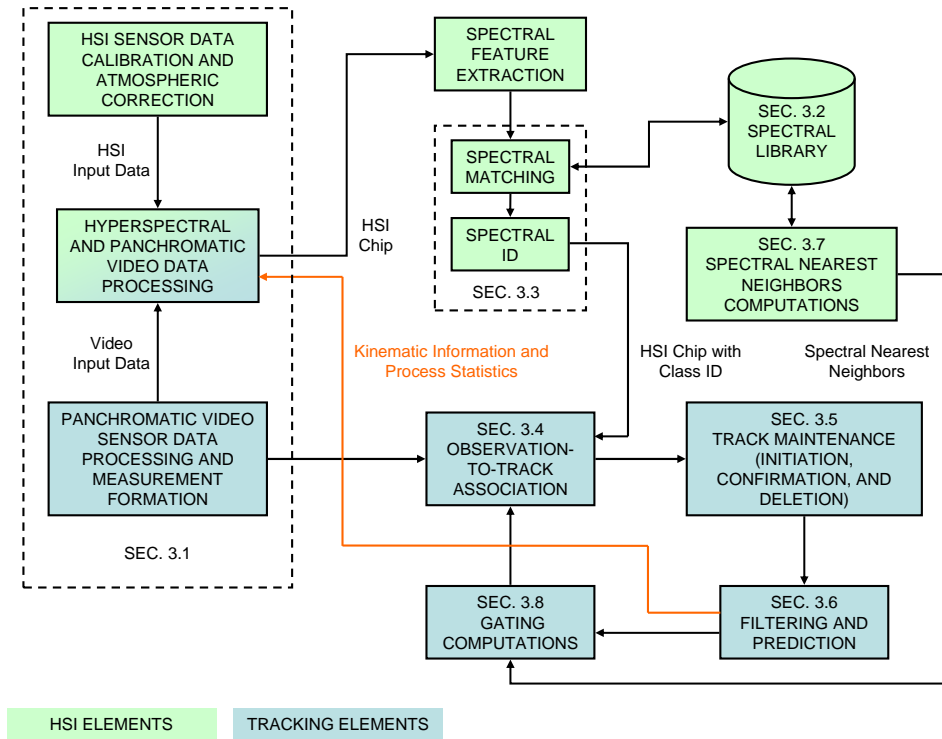 HSI SENSOR DATA
CALIBRATION AND
ATMOSPHERIC
CORRECTION
HSI
Input Data
HYPERSPECTRAL
AND PANCHROMATIC
VIDEO DATA
PROCESSING
Video
Input Data
PANCHROMATIC VIDEO
SENSOR DATA
PROCESSING AND
MEASUREMENT
FORMATION
SEC. 3.1
HSI
Chip
SPECTRAL
FEATURE
EXTRACTION
SPECTRAL
MATCHING
SPECTRAL
ID
SEC. 3.3
SEC. 3.2
SPECTRAL
LIBRARY
SEC. 3.7
SPECTRAL NEAREST
NEIGHBORS
COMPUTATIONS
Kinematic Information and
Process Statistics
HSI Chip with
Class ID
Spectral Nearest
Neighbors
SEC. 3.4
OBSERVATION-
TO-TRACK
ASSOCIATION
SEC. 3.5
TRACK MAINTENANCE
(INITIATION,
CONFIRMATION, AND
DELETION)
SEC. 3.8
GATING
COMPUTATIONS
SEC. 3.6
FILTERING AND
PREDICTION
HSI ELEMENTS
TRACKING ELEMENTS